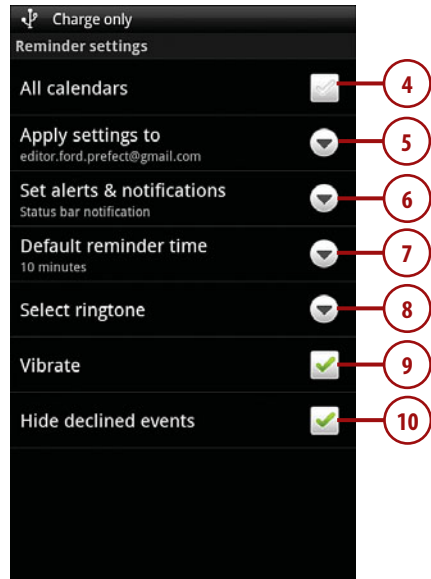 Charge only
Reminder settings
All calendars
4
Apply settings to
editor.ford.prefect@gmail.com
5
Set alerts & notifications
Status bar notification
6
Default reminder time
10 minutes
7
Select ringtone
8
Vibrate
9
Hide declined events
10